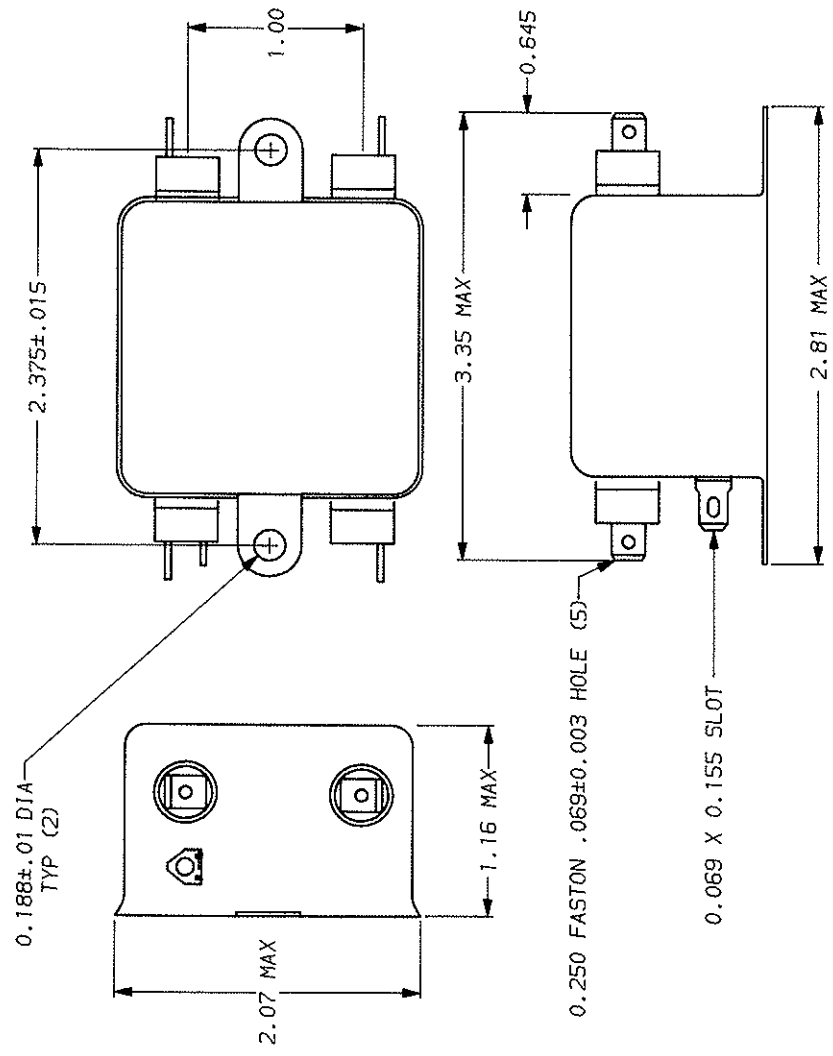 0.188±.01 DIA
TYP (2)
2.375±.015
1.00
2.07 MAX
1.16 MAX
0.645
3.35 MAX
0.250 FASTON .069±0.003 HOLE (5)
0.069 X 0.155 SLOT
2.81 MAX